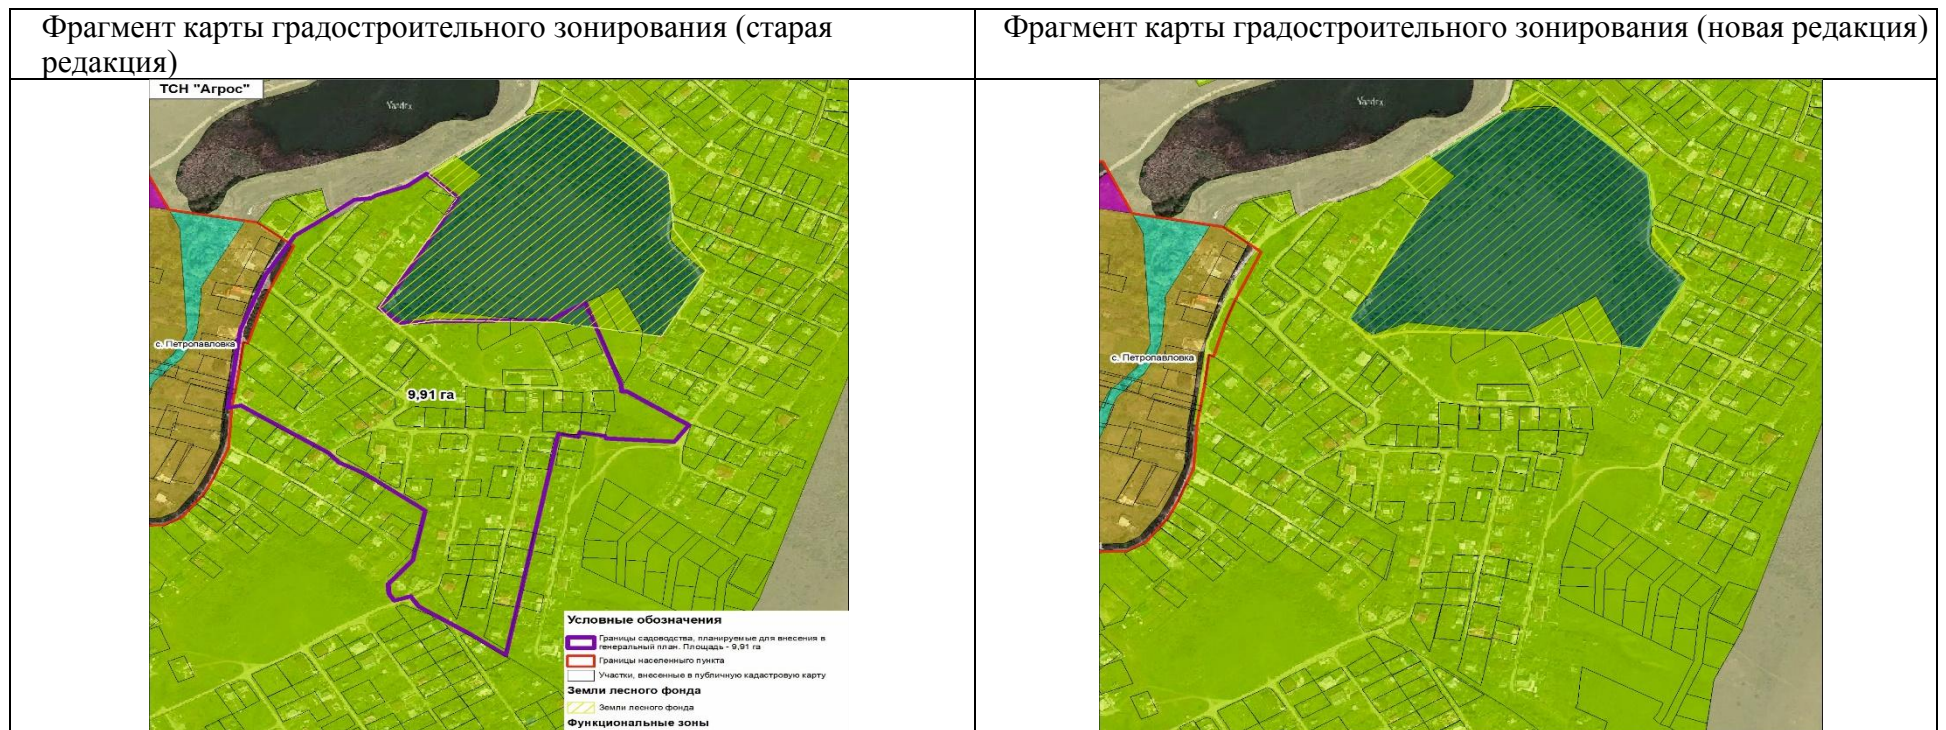 Фрагмент карты градостроительного зонирования (старая
редакция)
Фрагмент карты градостроительного зонирования (новая редакция)
ТСН "Агрос"
Yandex
с. Петропавловка
9,91 га
Условные обозначения
Границы садоводства, планируемые для внесения в
генеральный план. Площадь - 9,91 га
Границы населенного пункта
Участки, внесенные в публичную кадастровую карту
Земли лесного фонда
Земли лесного фонда
Функциональные зоны
Yandex
с. Петропавловка